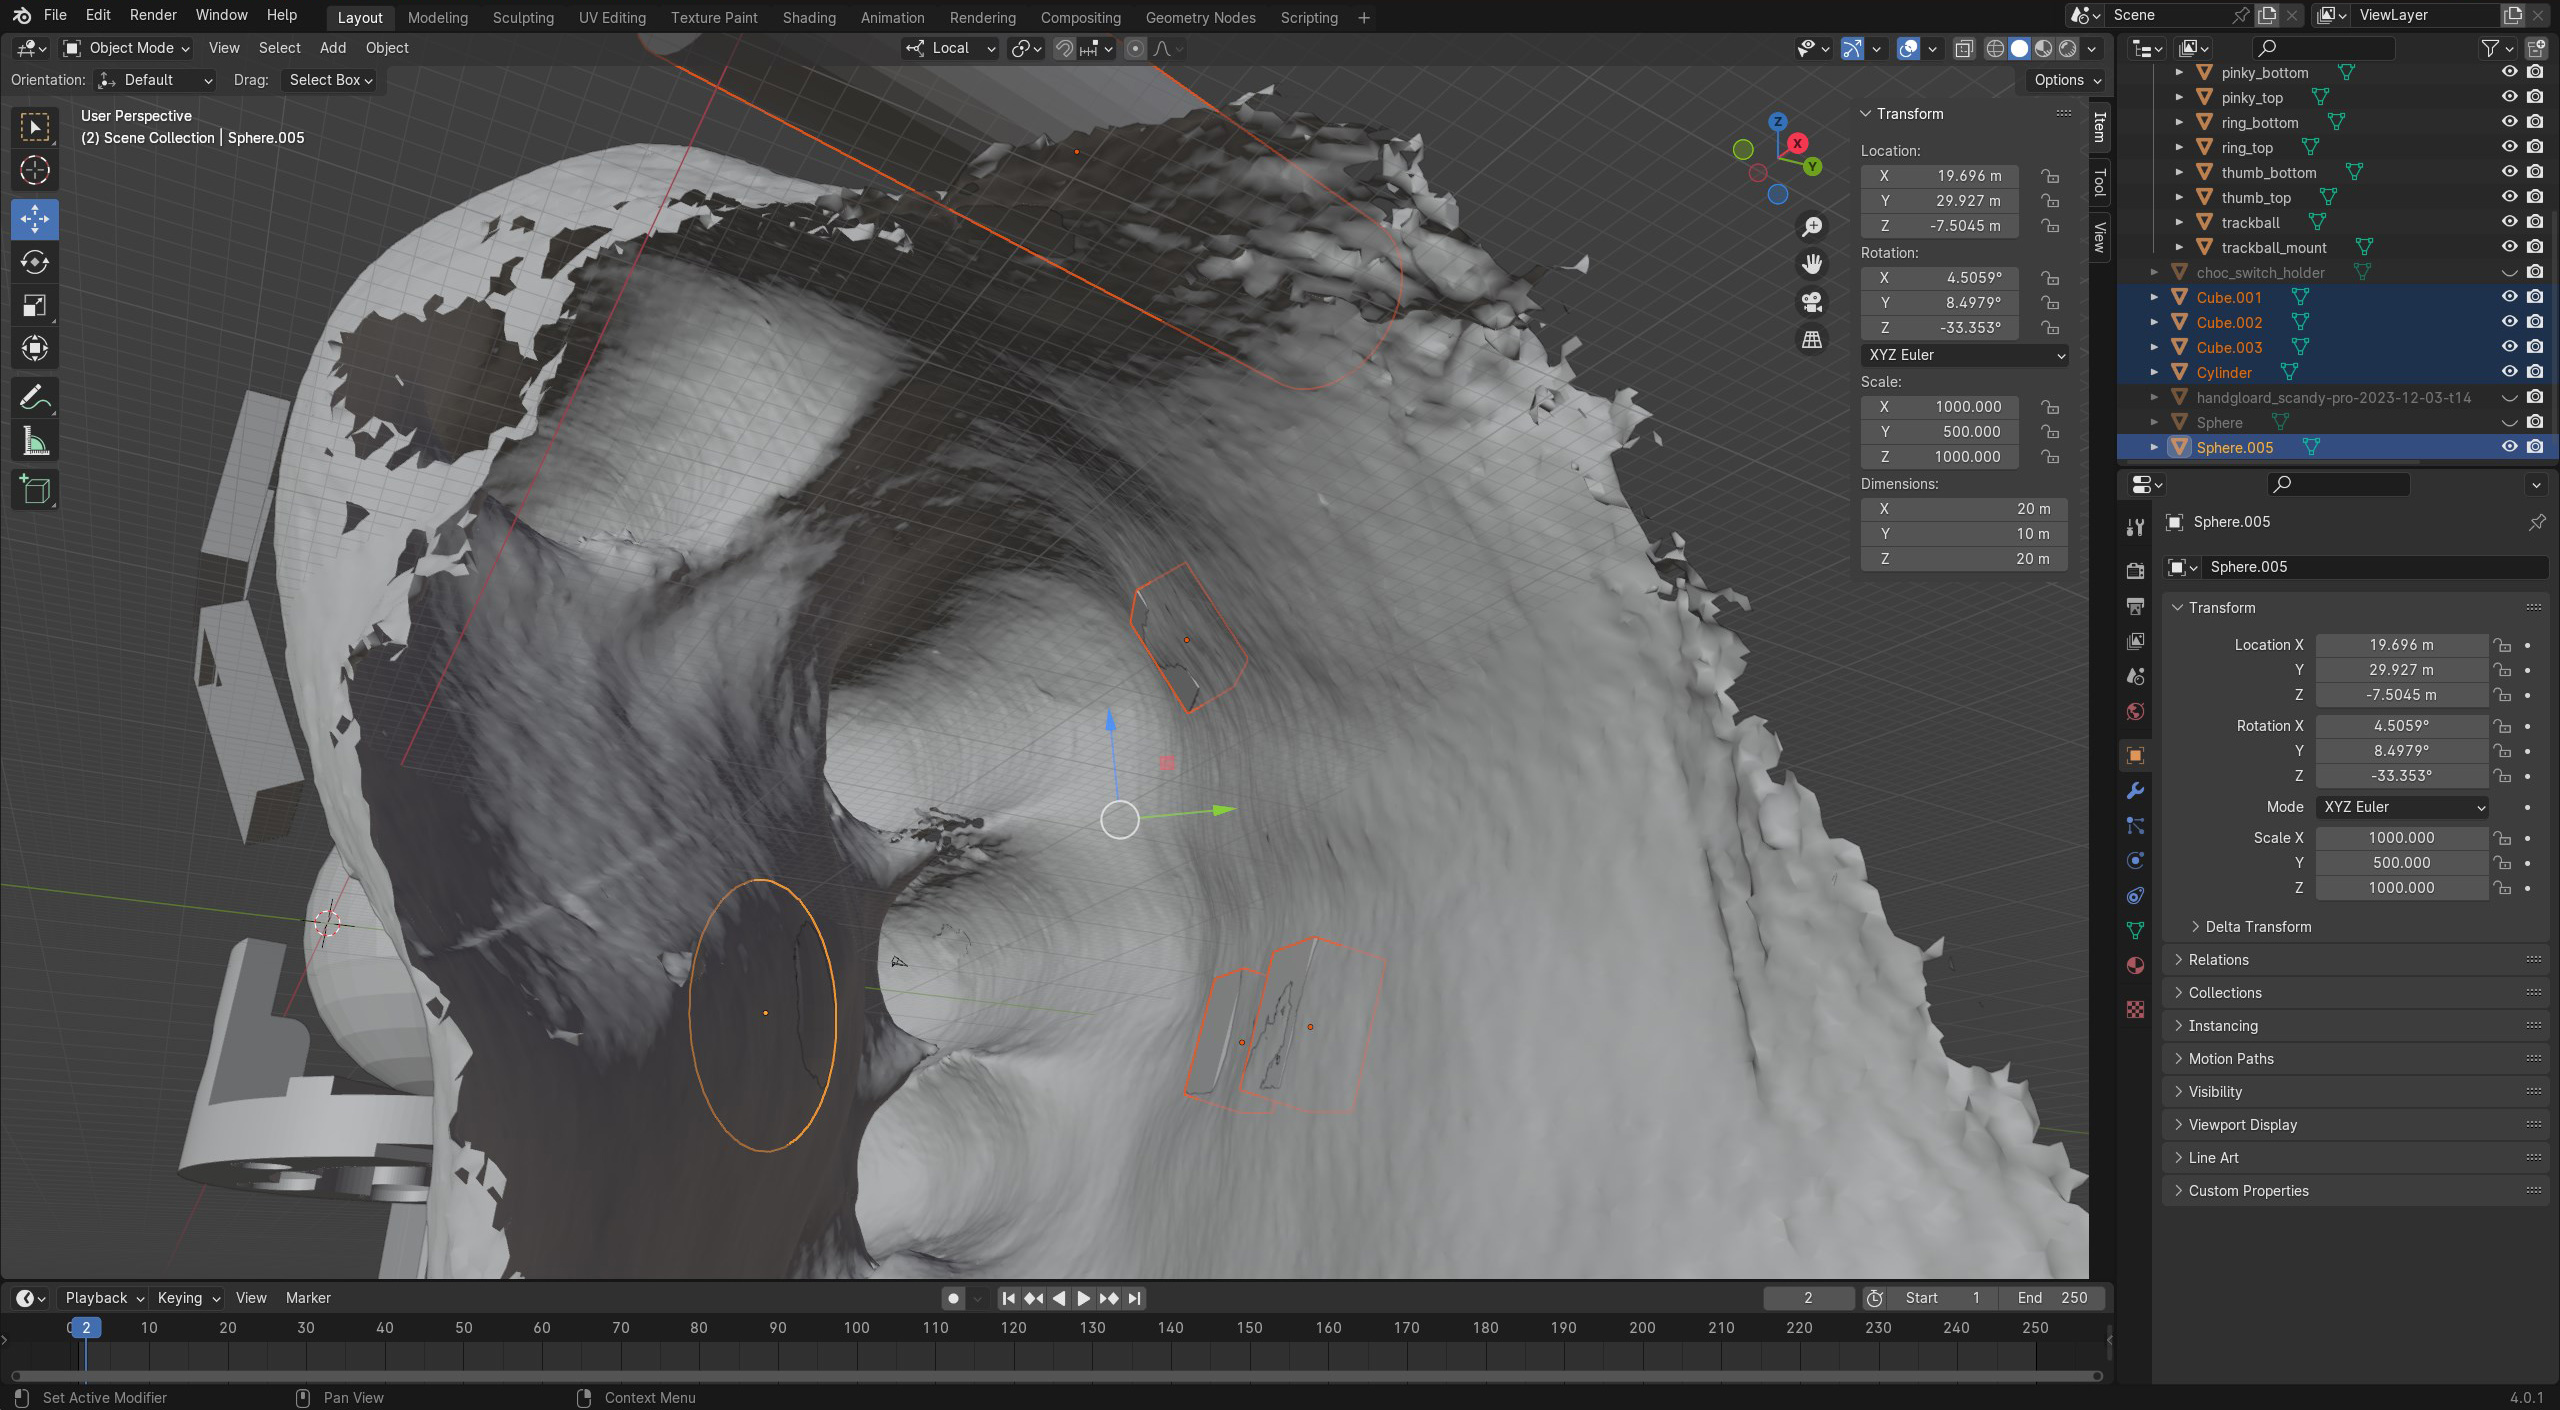 File Edit Render Window Help Layout Modeling Sculpting UV Editing Texture Paint Shading Animation Rendering Compositing Geometry Nodes Scripting + Scene ViewLayer
Object Mode View Select Add Object Local
Orientation: Default Drag: Select Box Options
User Perspective
(2) Scene Collection | Sphere.005
Z
X
Y
Transform
Location:
X 19.696 m
Y 29.927 m
Z -7.5045 m
Rotation:
X 4.5059°
Y 8.4979°
Z -33.353°
XYZ Euler
Scale:
X 1000.000
Y 500.000
Z 1000.000
Dimensions:
X 20 m
Y 10 m
Z 20 m
Item
Tool
View
pinky_bottom
pinky_top
ring_bottom
ring_top
thumb_bottom
thumb_top
trackball
trackball_mount
choc_switch_holder
Cube.001
Cube.002
Cube.003
Cylinder
handgloard_scandy-pro-2023-12-03-t14
Sphere
Sphere.005
Sphere.005
Sphere.005
Transform
Location X 19.696 m
Y 29.927 m
Z -7.5045 m
Rotation X 4.5059°
Y 8.4979°
Z -33.353°
Mode XYZ Euler
Scale X 1000.000
Y 500.000
Z 1000.000
Delta Transform
Relations
Collections
Instancing
Motion Paths
Visibility
Viewport Display
Line Art
Custom Properties
Playback Keying View Marker 2 Start 1 End 250
0 2 10 20 30 40 50 60 70 80 90 100 110 120 130 140 150 160 170 180 190 200 210 220 230 240 250
Set Active Modifier Pan View Context Menu 4.0.1